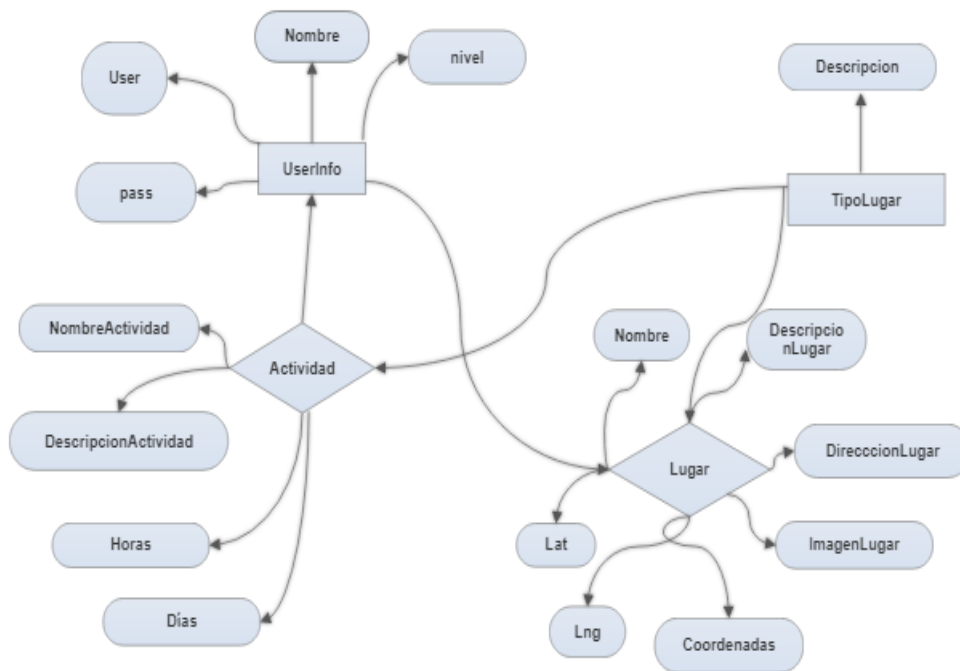 Nombre
nivel
User
Descripcion
UserInfo
pass
TipoLugar
NombreActividad
Nombre
Descripcio
nLugar
Actividad
DescripcionActividad
Lugar
DirecccionLugar
Horas
Lat
ImagenLugar
Días
Lng
Coordenadas